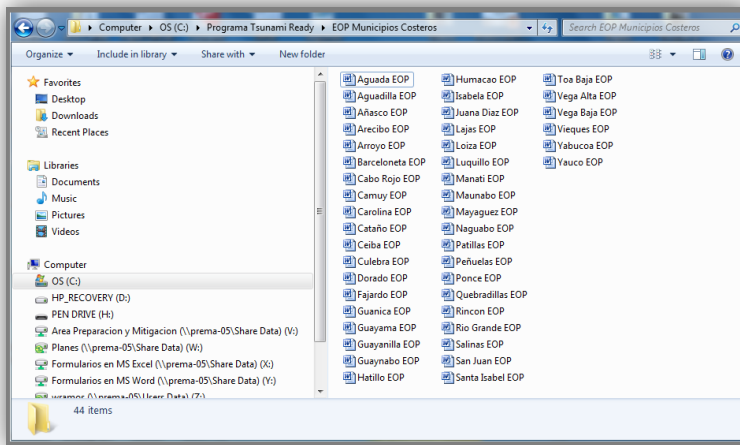 Computer ▸ OS (C:) ▸ Programa Tsunami Ready ▸ EOP Municipios Costeros
Search EOP Municipios Costeros
Organize Include in library Share with New folder
Favorites
Desktop
Downloads
Recent Places
Libraries
Documents
Music
Pictures
Videos
Computer
OS (C:)
HP_RECOVERY (D:)
PEN DRIVE (H:)
Area Preparacion y Mitigacion (\\prema-05\Share Data) (V:)
Planes (\\prema-05\Share Data) (W:)
Formularios en MS Excel (\\prema-05\Share Data) (X:)
Formularios en MS Word (\\prema-05\Share Data) (Y:)
wramos (\\prema-05\Users Data) (Z:)
Aguada EOP
Aguadilla EOP
Añasco EOP
Arecibo EOP
Arroyo EOP
Barceloneta EOP
Cabo Rojo EOP
Camuy EOP
Carolina EOP
Cataño EOP
Ceiba EOP
Culebra EOP
Dorado EOP
Fajardo EOP
Guanica EOP
Guayama EOP
Guayanilla EOP
Guaynabo EOP
Hatillo EOP
Humacao EOP
Isabela EOP
Juana Diaz EOP
Lajas EOP
Loiza EOP
Luquillo EOP
Manati EOP
Maunabo EOP
Mayaguez EOP
Naguabo EOP
Patillas EOP
Peñuelas EOP
Ponce EOP
Quebradillas EOP
Rincon EOP
Rio Grande EOP
Salinas EOP
San Juan EOP
Santa Isabel EOP
Toa Baja EOP
Vega Alta EOP
Vega Baja EOP
Vieques EOP
Yabucoa EOP
Yauco EOP
44 items